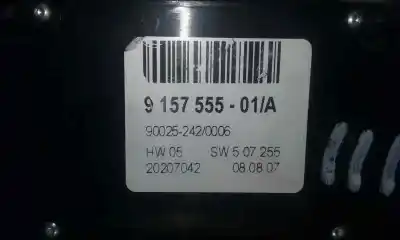 9 157 555 - 01/A
90025-242/0006
HW 05 SW 5 07 255
20207042 08.08.07